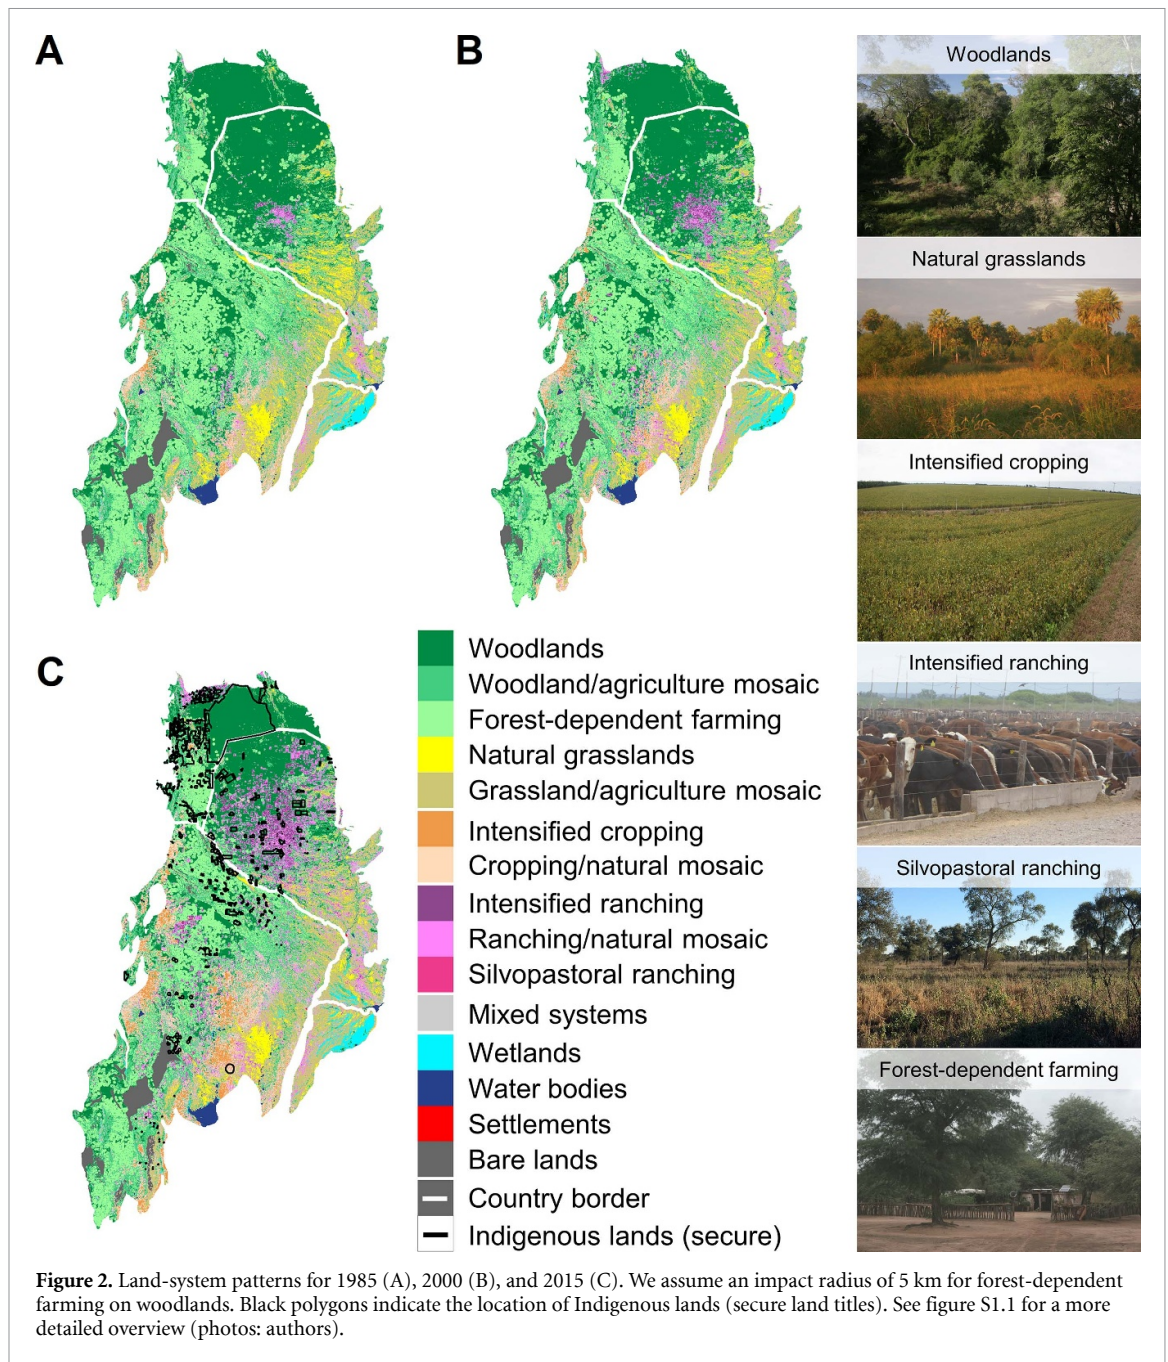 A
B
Woodlands
Natural grasslands
Intensified cropping
Intensified ranching
Silvopastoral ranching
Forest-dependent farming
C
Woodlands
Woodland/agriculture mosaic
Forest-dependent farming
Natural grasslands
Grassland/agriculture mosaic
Intensified cropping
Cropping/natural mosaic
Intensified ranching
Ranching/natural mosaic
Silvopastoral ranching
Mixed systems
Wetlands
Water bodies
Settlements
Bare lands
Country border
Indigenous lands (secure)
Figure 2. Land-system patterns for 1985 (A), 2000 (B), and 2015 (C). We assume an impact radius of 5 km for forest-dependent
farming on woodlands. Black polygons indicate the location of Indigenous lands (secure land titles). See figure S1.1 for a more
detailed overview (photos: authors).